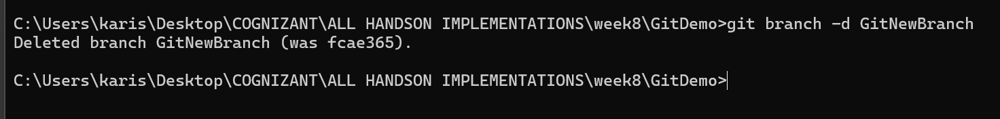 C:\Users\karis\Desktop\COGNIZANT\ALL HANDSON IMPLEMENTATIONS\week8\GitDemo>git branch -d GitNewBranch
Deleted branch GitNewBranch (was fcae365).
C:\Users\karis\Desktop\COGNIZANT\ALL HANDSON IMPLEMENTATIONS\week8\GitDemo>